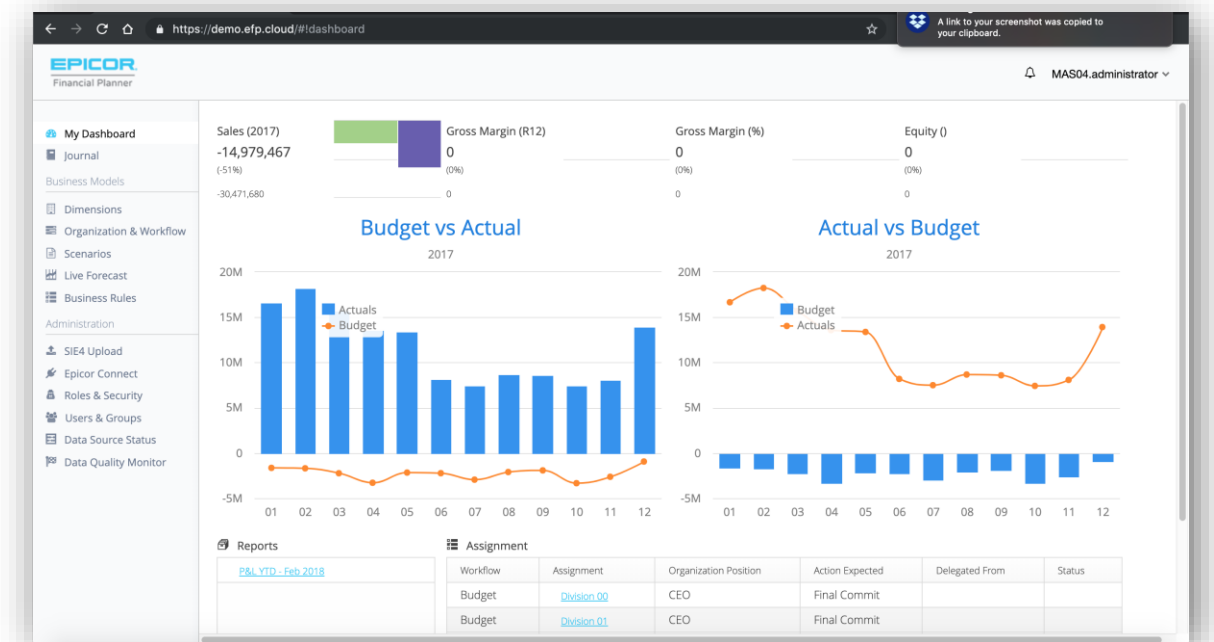 https://demo.efp.cloud/#!dashboard
A link to your screenshot was copied to
your clipboard.
EPICOR
Financial Planner
MAS04.administrator
My Dashboard
Journal
Business Models
Dimensions
Organization & Workflow
Scenarios
Live Forecast
Business Rules
Administration
SIE4 Upload
Epicor Connect
Roles & Security
Users & Groups
Data Source Status
Data Quality Monitor
Sales (2017)
-14,979,467
(-51%)
-30,471,680
Gross Margin (R12)
0
(0%)
0
Gross Margin (%)
0
(0%)
0
Equity ()
0
(0%)
0
Budget vs Actual
2017
20M
15M
10M
5M
0
-5M
Actuals
Budget
01 02 03 04 05 06 07 08 09 10 11 12
Actual vs Budget
2017
20M
15M
10M
5M
0
-5M
Budget
Actuals
01 02 03 04 05 06 07 08 09 10 11 12
Reports
P&L YTD - Feb 2018
Assignment
Workflow Assignment Organization Position Action Expected Delegated From Status
Budget Division 00 CEO Final Commit
Budget Division 01 CEO Final Commit